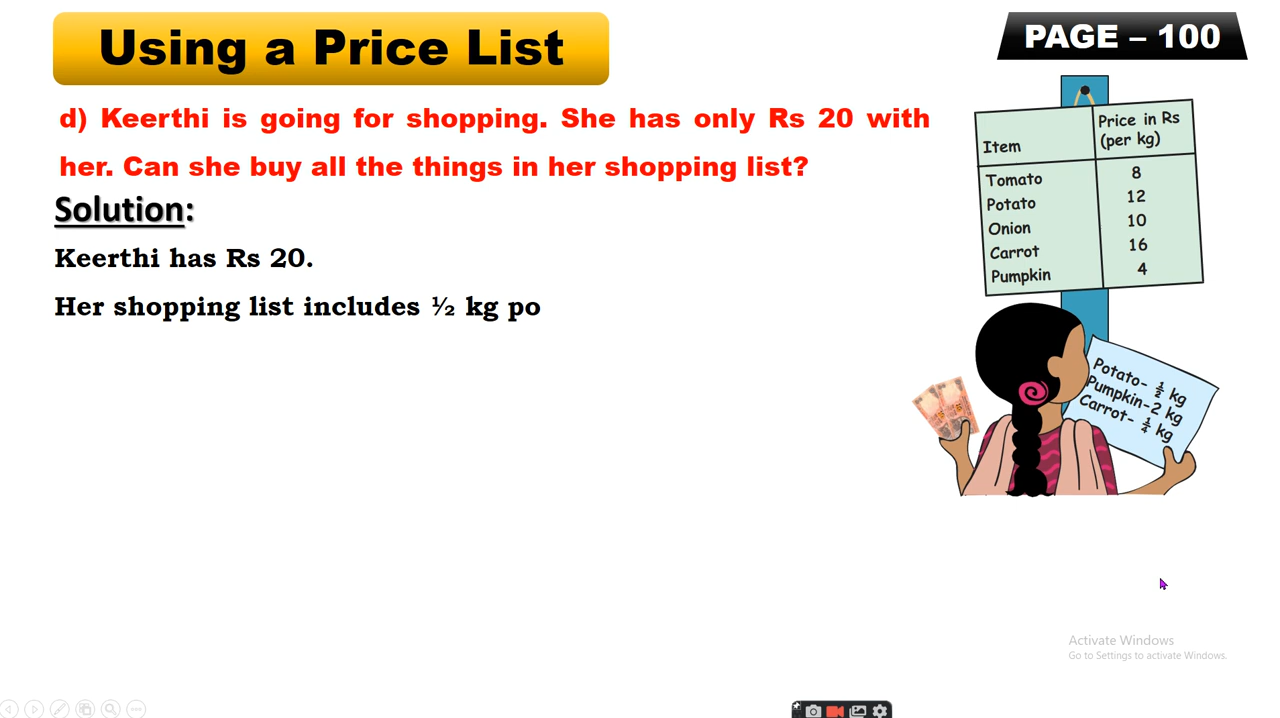 Using a Price List
PAGE – 100
d) Keerthi is going for shopping. She has only Rs 20 with
her. Can she buy all the things in her shopping list?
Solution:
Keerthi has Rs 20.
Her shopping list includes ½ kg po
Item Price in Rs (per kg)
Tomato 8
Potato 12
Onion 10
Carrot 16
Pumpkin 4
Potato- ½ kg
Pumpkin-2 kg
Carrot- ¼ kg
Activate Windows
Go to Settings to activate Windows.